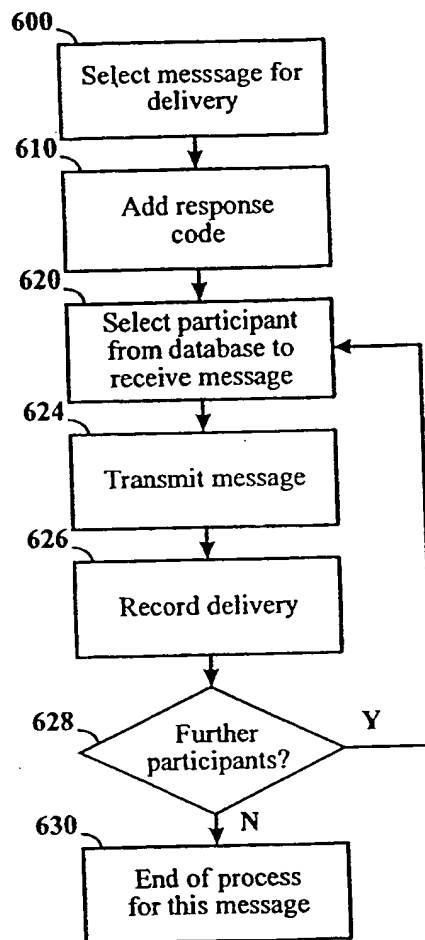 600
Select messsage for
delivery
610
Add response
code
620
Select participant
from database to
receive message
624
Transmit message
626
Record delivery
628
Further
participants?
Y
N
630
End of process
for this message